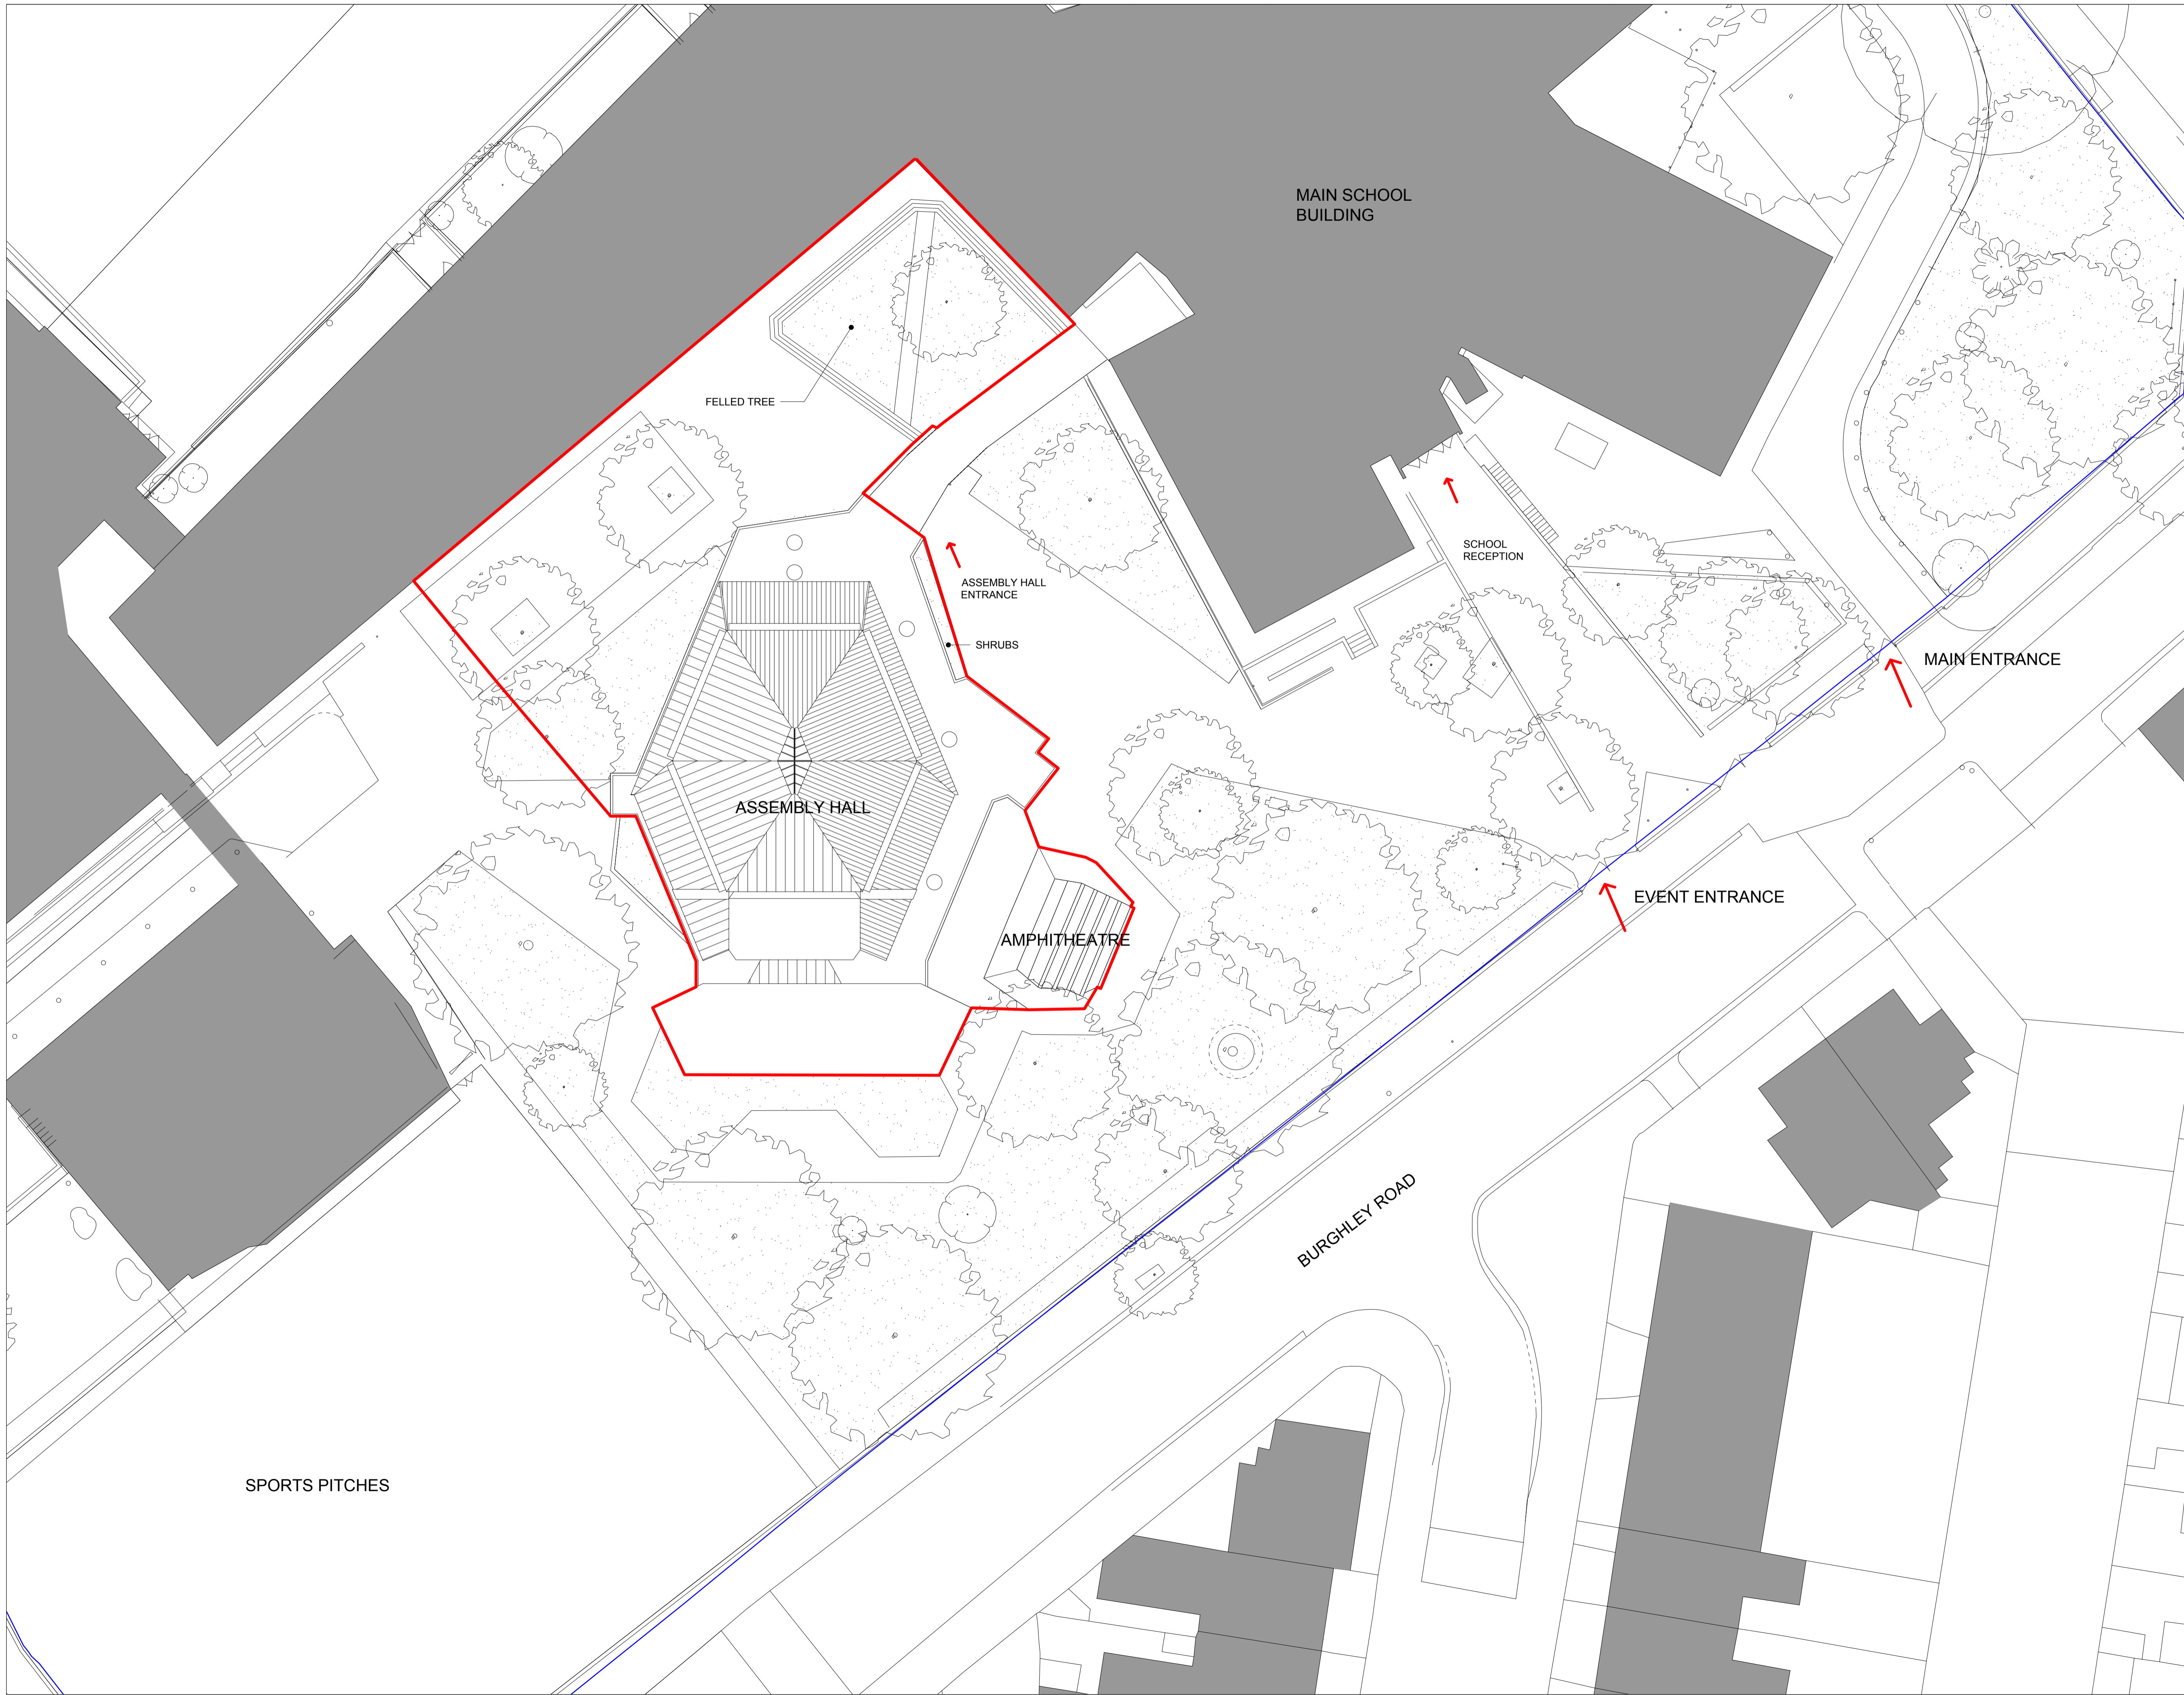 MAIN SCHOOL
BUILDING
FELLED TREE
SCHOOL
RECEPTION
ASSEMBLY HALL
ENTRANCE
SHRUBS
MAIN ENTRANCE
ASSEMBLY HALL
EVENT ENTRANCE
AMPHITHEATRE
BURGHLEY ROAD
SPORTS PITCHES